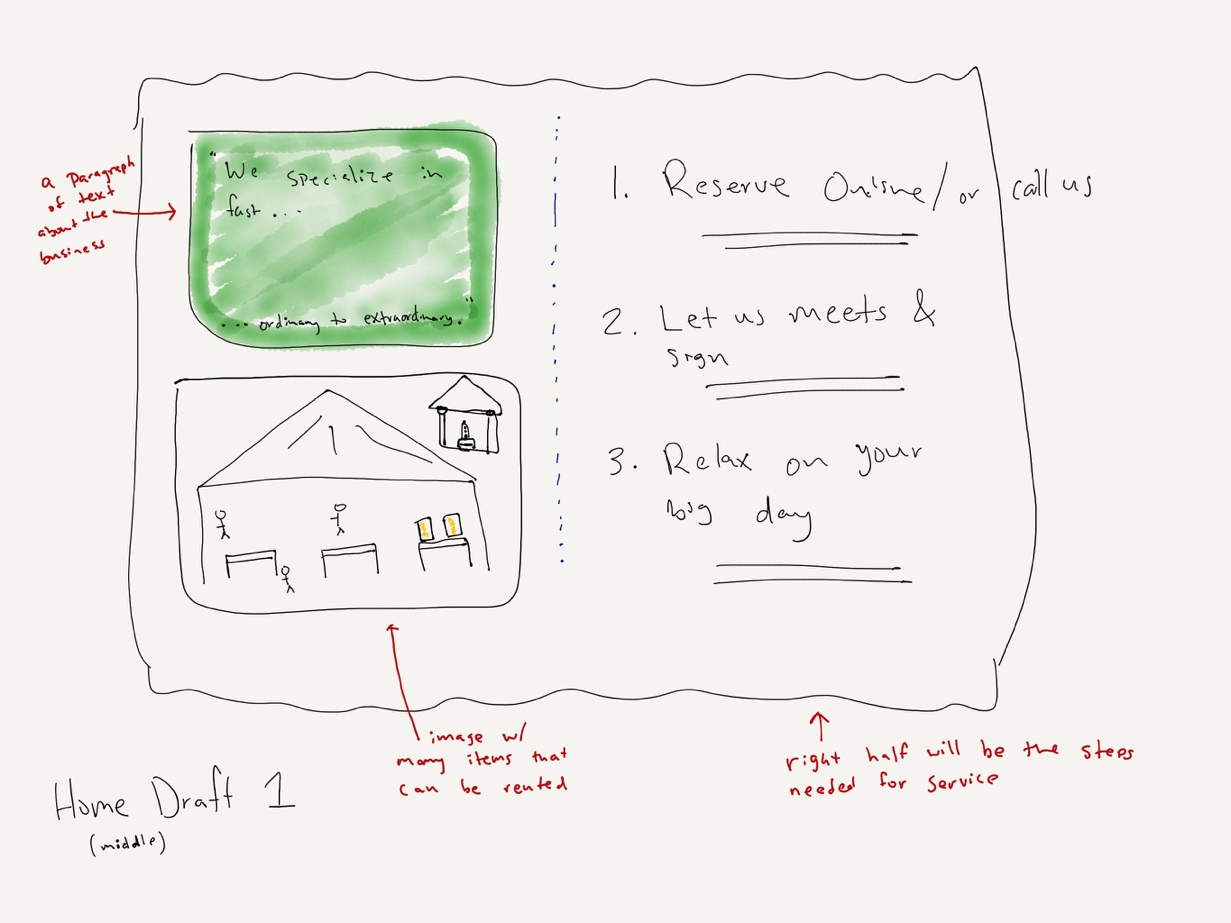 a Paragraph
of text
about the
business
"We specialize in
fast...
... ordinary to extraordinary."
1. Reserve Online/or call us
2. Let us meets &
sign
3. Relax on your
big day
image w/
many items that
can be rented
right half will be the steps
needed for service
Home Draft 1
(middle)